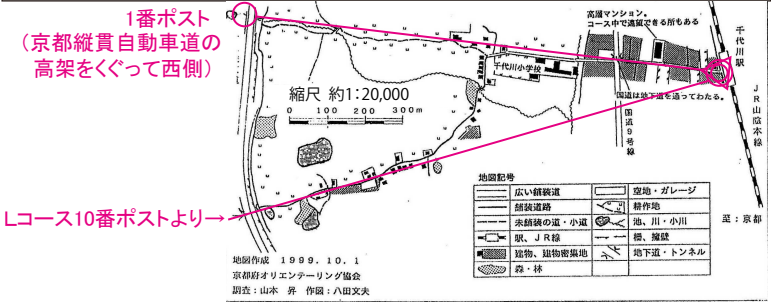 1番ポスト
(京都縦貫自動車道の
高架をくぐって西側)
高層マンション。
コース中で遠望できる所もある
千代川駅
千代川小学校
国道は地下道を通ってわたる。
国道9号線
JR山陰本線
縮尺 約1:20,000
0 100 200 300m
Lコース10番ポストより→
至:京都
地図記号
広い舗装道
空地・ガレージ
舗装道路
耕作地
未舗装の道・小道
池、川・小川
駅、JR線
柵、擁壁
建物、建物密集地
地下道・トンネル
森・林
地図作成 1999.10.1
京都府オリエンテーリング協会
調査:山本 昇 作図:八田文夫